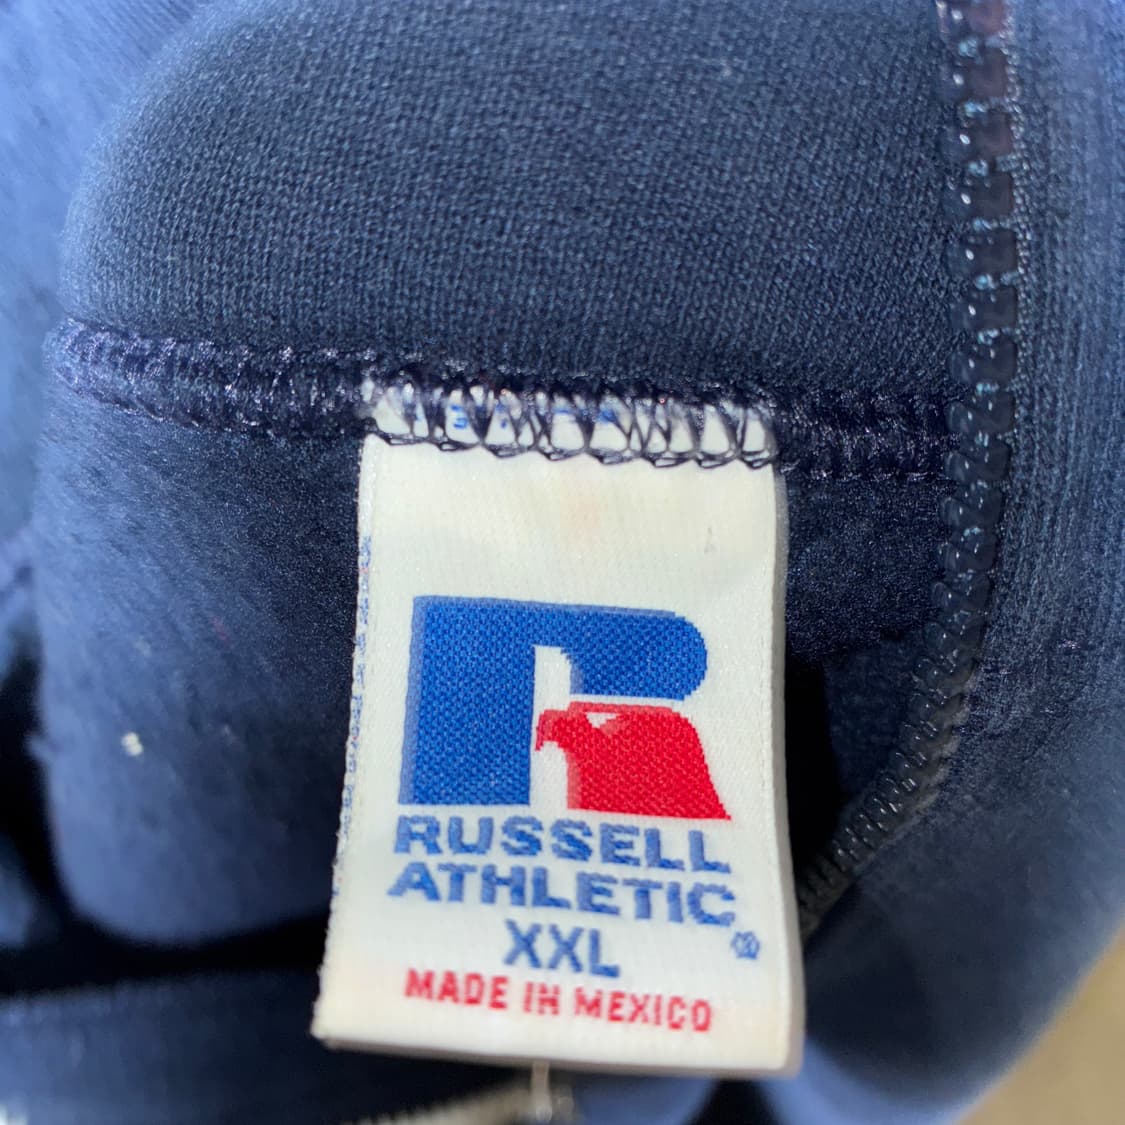 RUSSELL
ATHLETIC®
XXL
MADE IN MEXICO